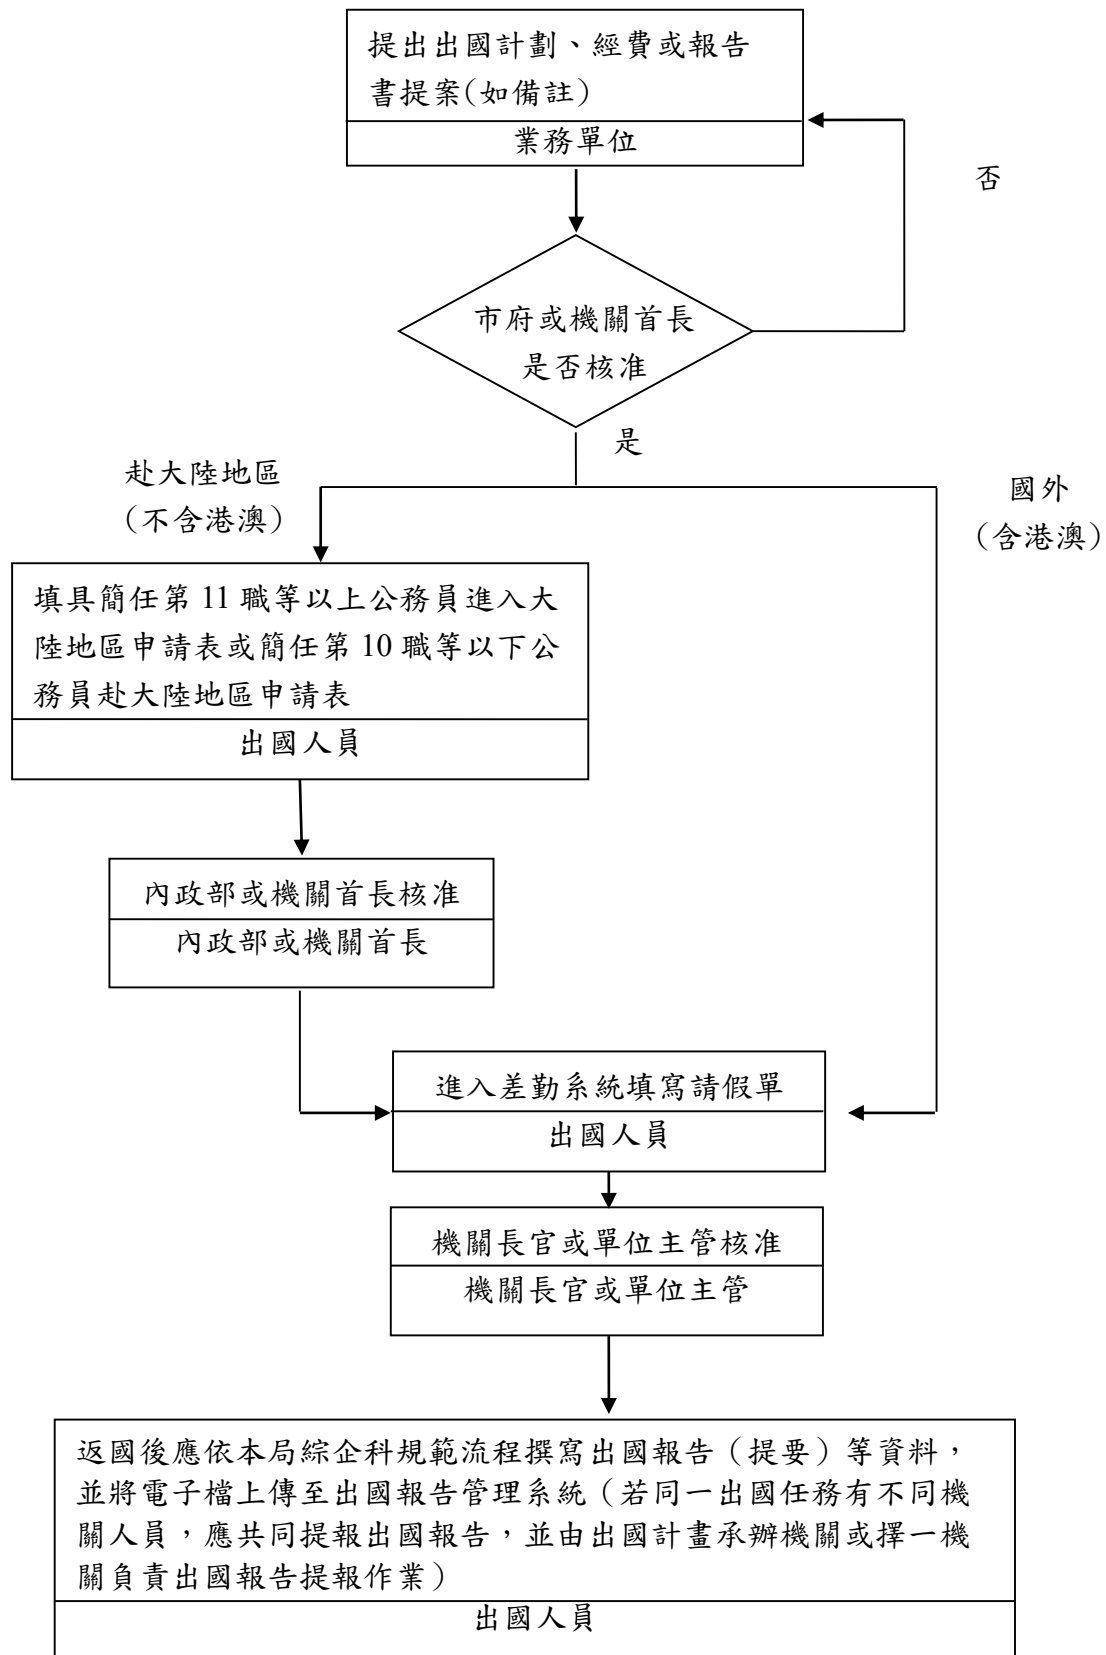 提出出國計劃、經費或報告
書提案(如備註)
業務單位
否
市府或機關首長
是否核准
是
赴大陸地區
（不含港澳）
國外
（含港澳）
填具簡任第 11 職等以上公務員進入大
陸地區申請表或簡任第 10 職等以下公
務員赴大陸地區申請表
出國人員
內政部或機關首長核准
內政部或機關首長
進入差勤系統填寫請假單
出國人員
機關長官或單位主管核准
機關長官或單位主管
返國後應依本局綜企科規範流程撰寫出國報告（提要）等資料，
並將電子檔上傳至出國報告管理系統（若同一出國任務有不同機
關人員，應共同提報出國報告，並由出國計畫承辦機關或擇一機
關負責出國報告提報作業）
出國人員